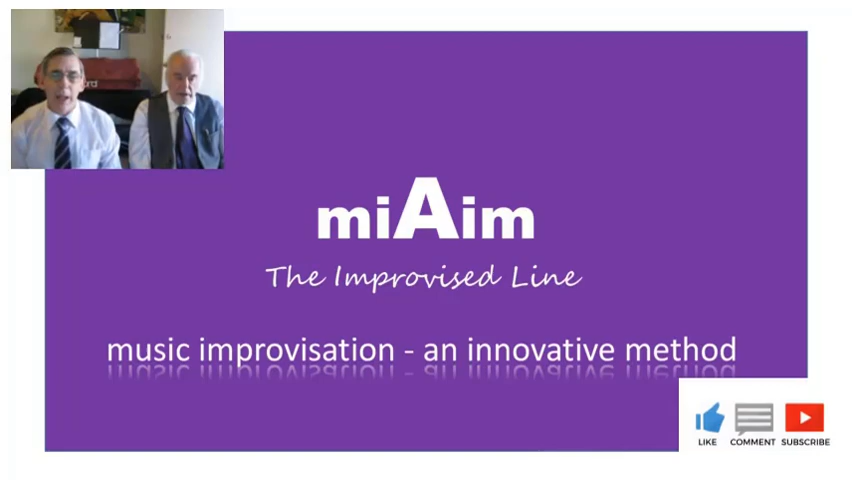 miAim
The Improvised Line
music improvisation - an innovative method
LIKE COMMENT SUBSCRIBE